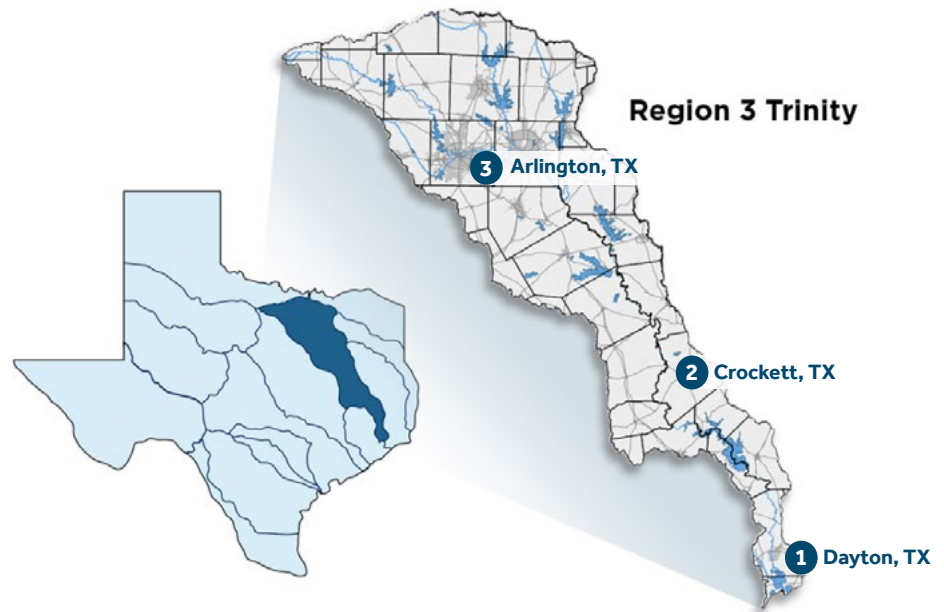 Region 3 Trinity
3 Arlington, TX
2 Crockett, TX
1 Dayton, TX